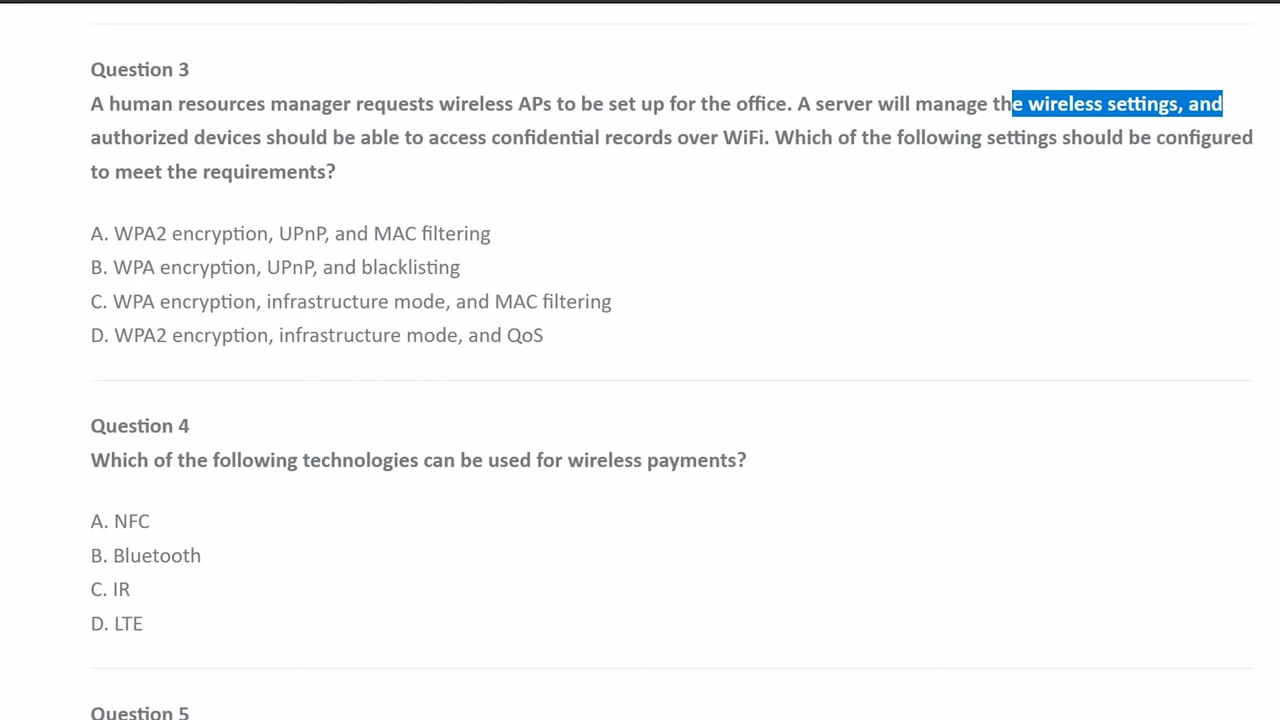 Question 3
A human resources manager requests wireless APs to be set up for the office. A server will manage the wireless settings, and
authorized devices should be able to access confidential records over WiFi. Which of the following settings should be configured
to meet the requirements?
A. WPA2 encryption, UPnP, and MAC filtering
B. WPA encryption, UPnP, and blacklisting
C. WPA encryption, infrastructure mode, and MAC filtering
D. WPA2 encryption, infrastructure mode, and QoS
Question 4
Which of the following technologies can be used for wireless payments?
A. NFC
B. Bluetooth
C. IR
D. LTE
Question 5